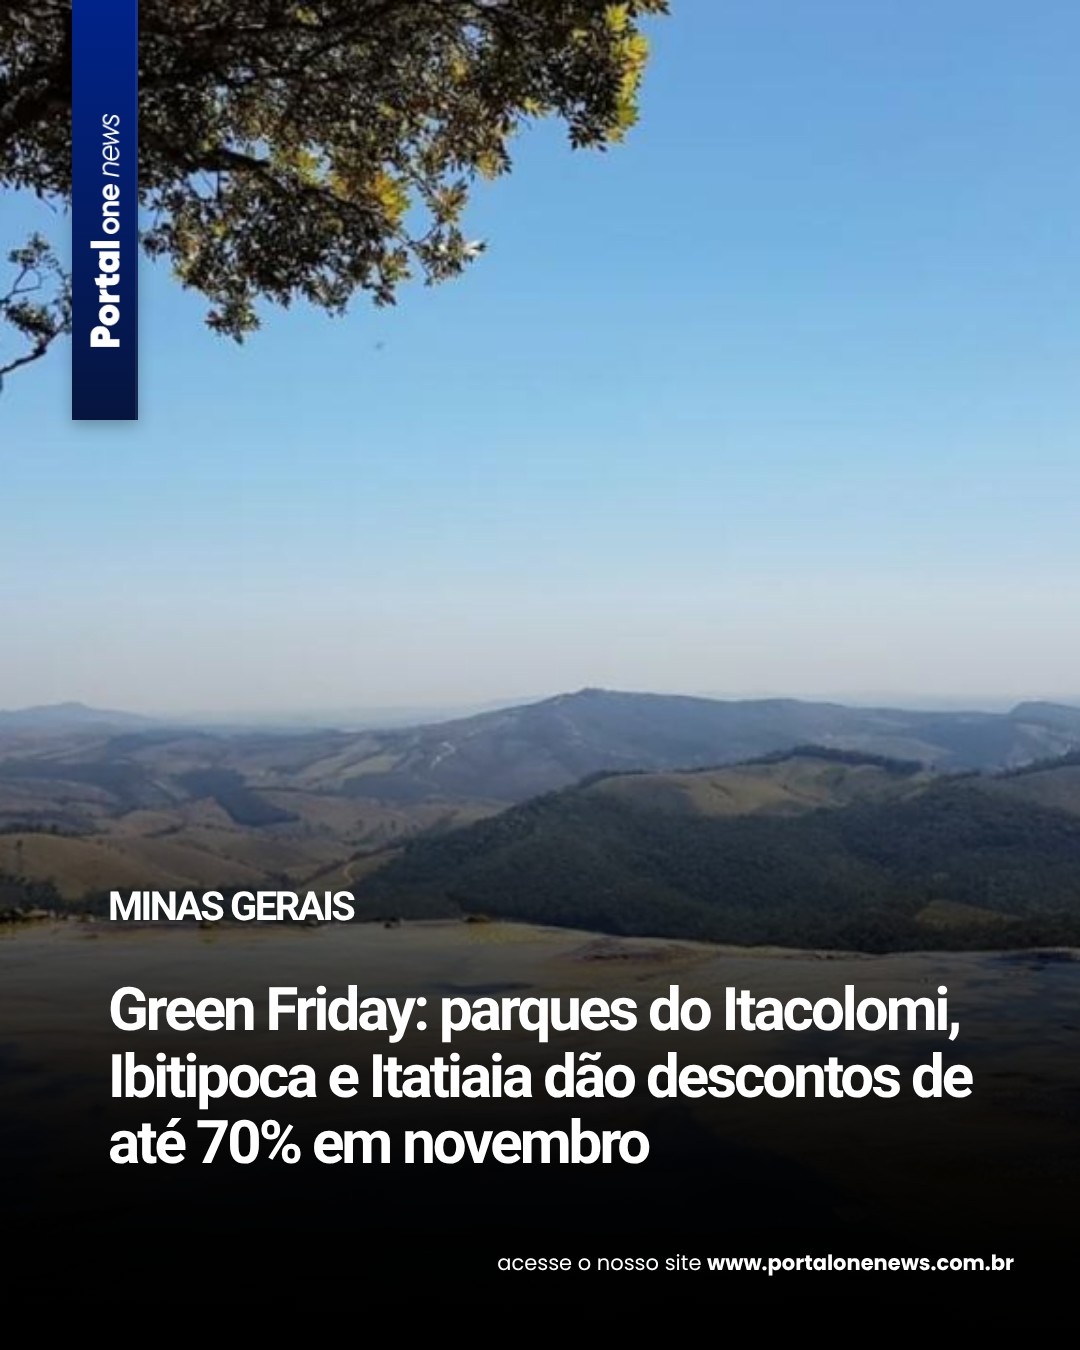 Portal one news
MINAS GERAIS
Green Friday: parques do Itacolomi,
Ibitipoca e Itatiaia dão descontos de
até 70% em novembro
acesse o nosso site www.portalonenews.com.br